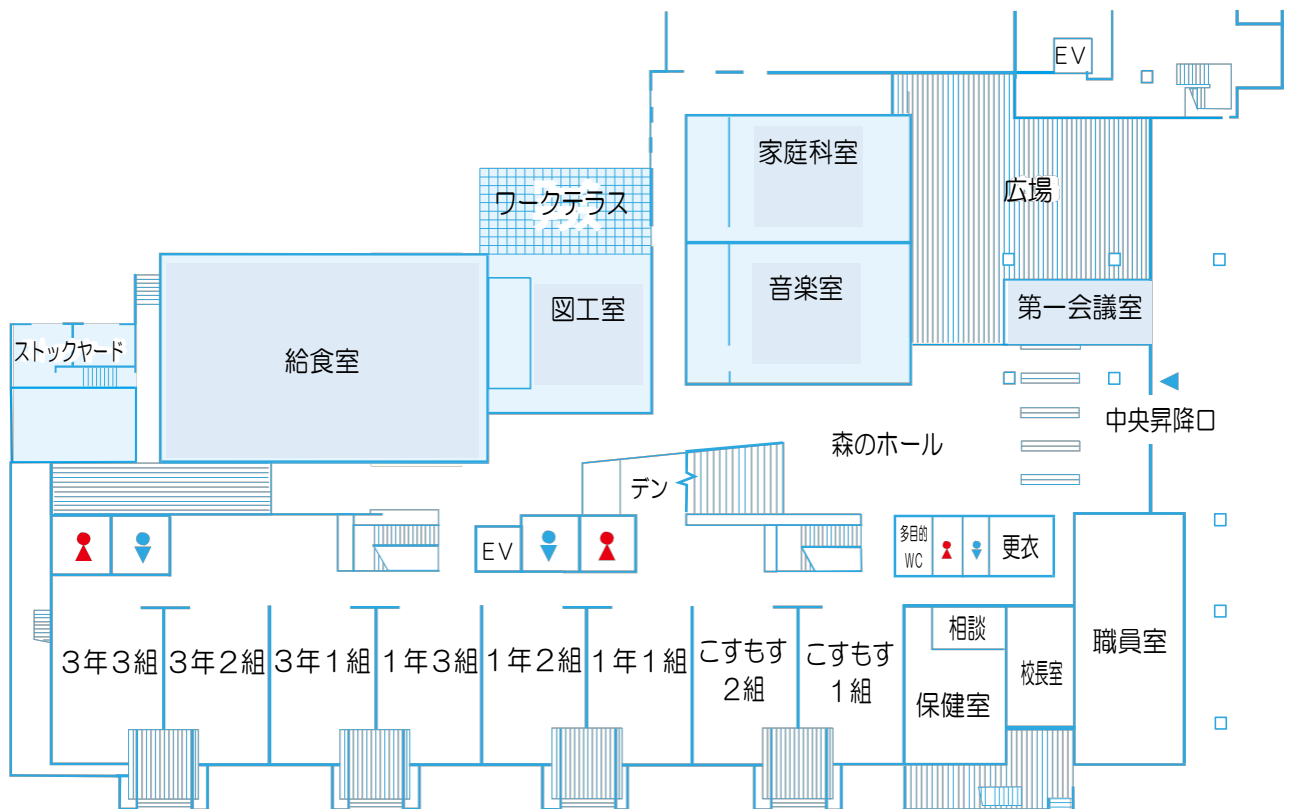 EV
家庭科室
広場
ワークテラス
音楽室
図工室
第一会議室
ストックヤード
給食室
中央昇降口
森のホール
デン
EV
多目的
WC
更衣
3年3組
3年2組
3年1組
1年3組
1年2組
1年1組
こすもす
2組
こすもす
1組
相談
保健室
校長室
職員室